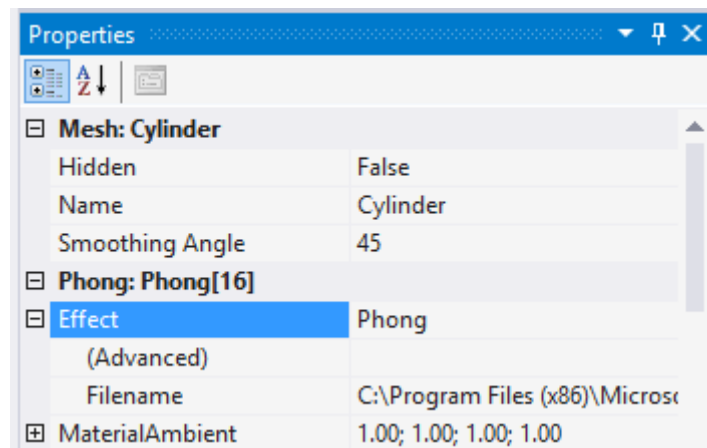 Properties
A Z
Mesh: Cylinder
Hidden False
Name Cylinder
Smoothing Angle 45
Phong: Phong[16]
Effect Phong
(Advanced)
Filename C:\Program Files (x86)\Microso
MaterialAmbient 1.00; 1.00; 1.00; 1.00